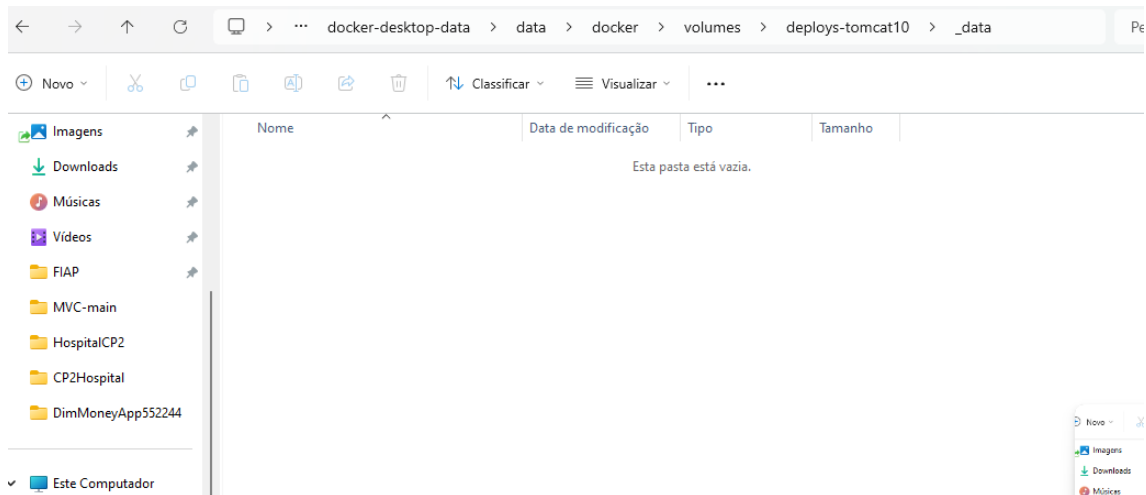 docker-desktop-data > data > docker > volumes > deploys-tomcat10 > _data
Novo
Classificar
Visualizar
Nome Data de modificação Tipo Tamanho
Esta pasta está vazia.
Imagens
Downloads
Músicas
Vídeos
FIAP
MVC-main
HospitalCP2
CP2Hospital
DimMoneyApp552244
Este Computador
Novo
Imagens
Downloads
Músicas